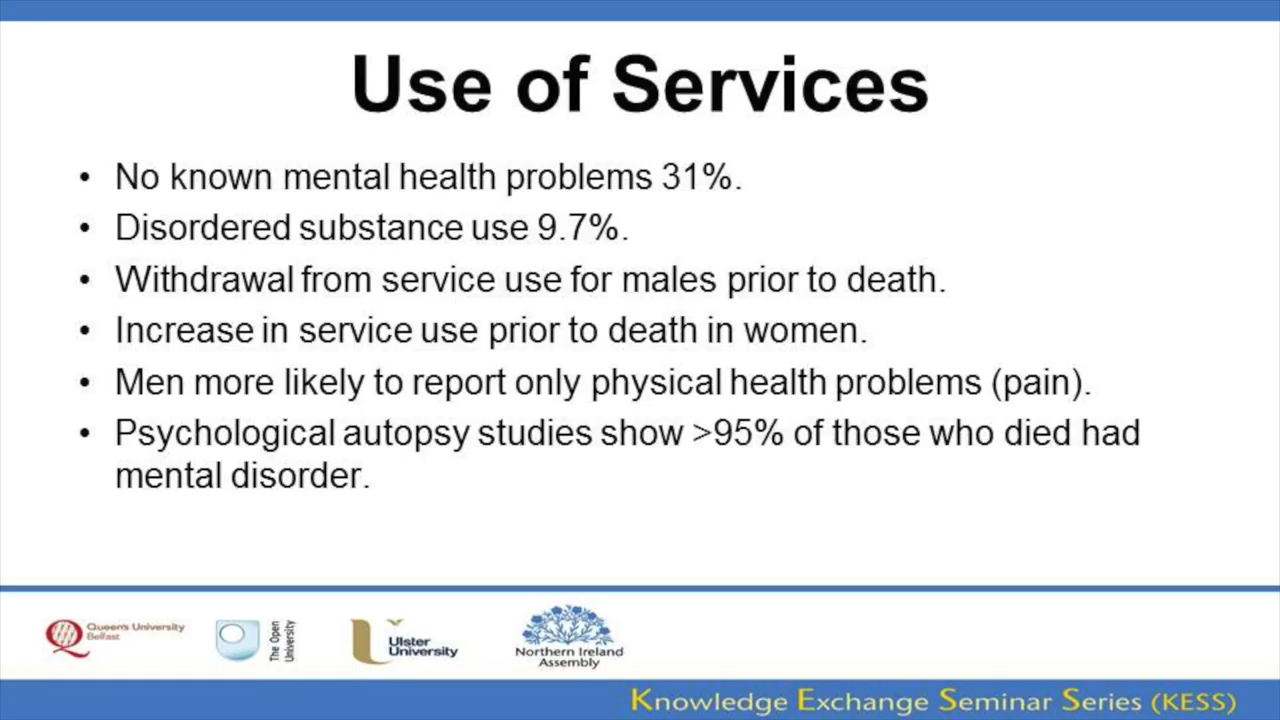 Use of Services
• No known mental health problems 31%.
• Disordered substance use 9.7%.
• Withdrawal from service use for males prior to death.
• Increase in service use prior to death in women.
• Men more likely to report only physical health problems (pain).
• Psychological autopsy studies show >95% of those who died had
mental disorder.
Queen's University
Belfast
The Open
University
Ulster
University
Northern Ireland
Assembly
Knowledge Exchange Seminar Series (KESS)